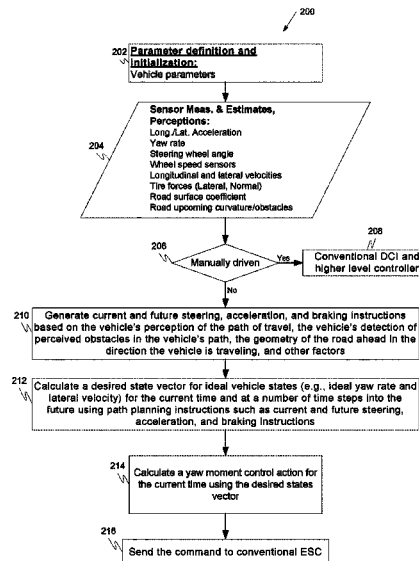 200
202
Parameter definition and
initialization:
Vehicle parameters
Sensor Meas. & Estimates,
Perceptions:
Long./Lat. Acceleration
Yaw rate
Steering wheel angle
Wheel speed sensors
Longitudinal and lateral velocities
Tire forces (Lateral, Normal)
Road surface coefficient
Road upcoming curvature/obstacles
204
206
Manually driven
Yes
208
Conventional DCI and
higher level controller
No
210
Generate current and future steering, acceleration, and braking instructions
based on the vehicle's perception of the path of travel, the vehicle's detection of
perceived obstacles in the vehicle's path, the geometry of the road ahead in the
direction the vehicle is traveling, and other factors
212
Calculate a desired state vector for ideal vehicle states (e.g., ideal yaw rate and
lateral velocity) for the current time and at a number of time steps into the
future using path planning instructions such as current and future steering,
acceleration, and braking instructions
214
Calculate a yaw moment control action for
the current time using the desired states
vector
216
Send the command to conventional ESC